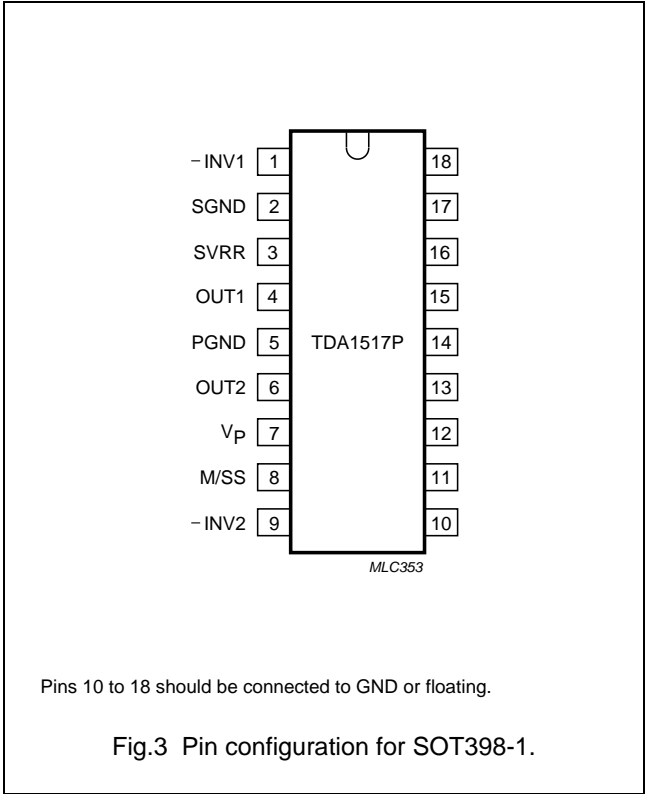 −INV1 1 18
SGND 2 17
SVRR 3 16
OUT1 4 15
PGND 5 TDA1517P 14
OUT2 6 13
VP 7 12
M/SS 8 11
−INV2 9 10
MLC353
Pins 10 to 18 should be connected to GND or floating.
Fig.3 Pin configuration for SOT398-1.